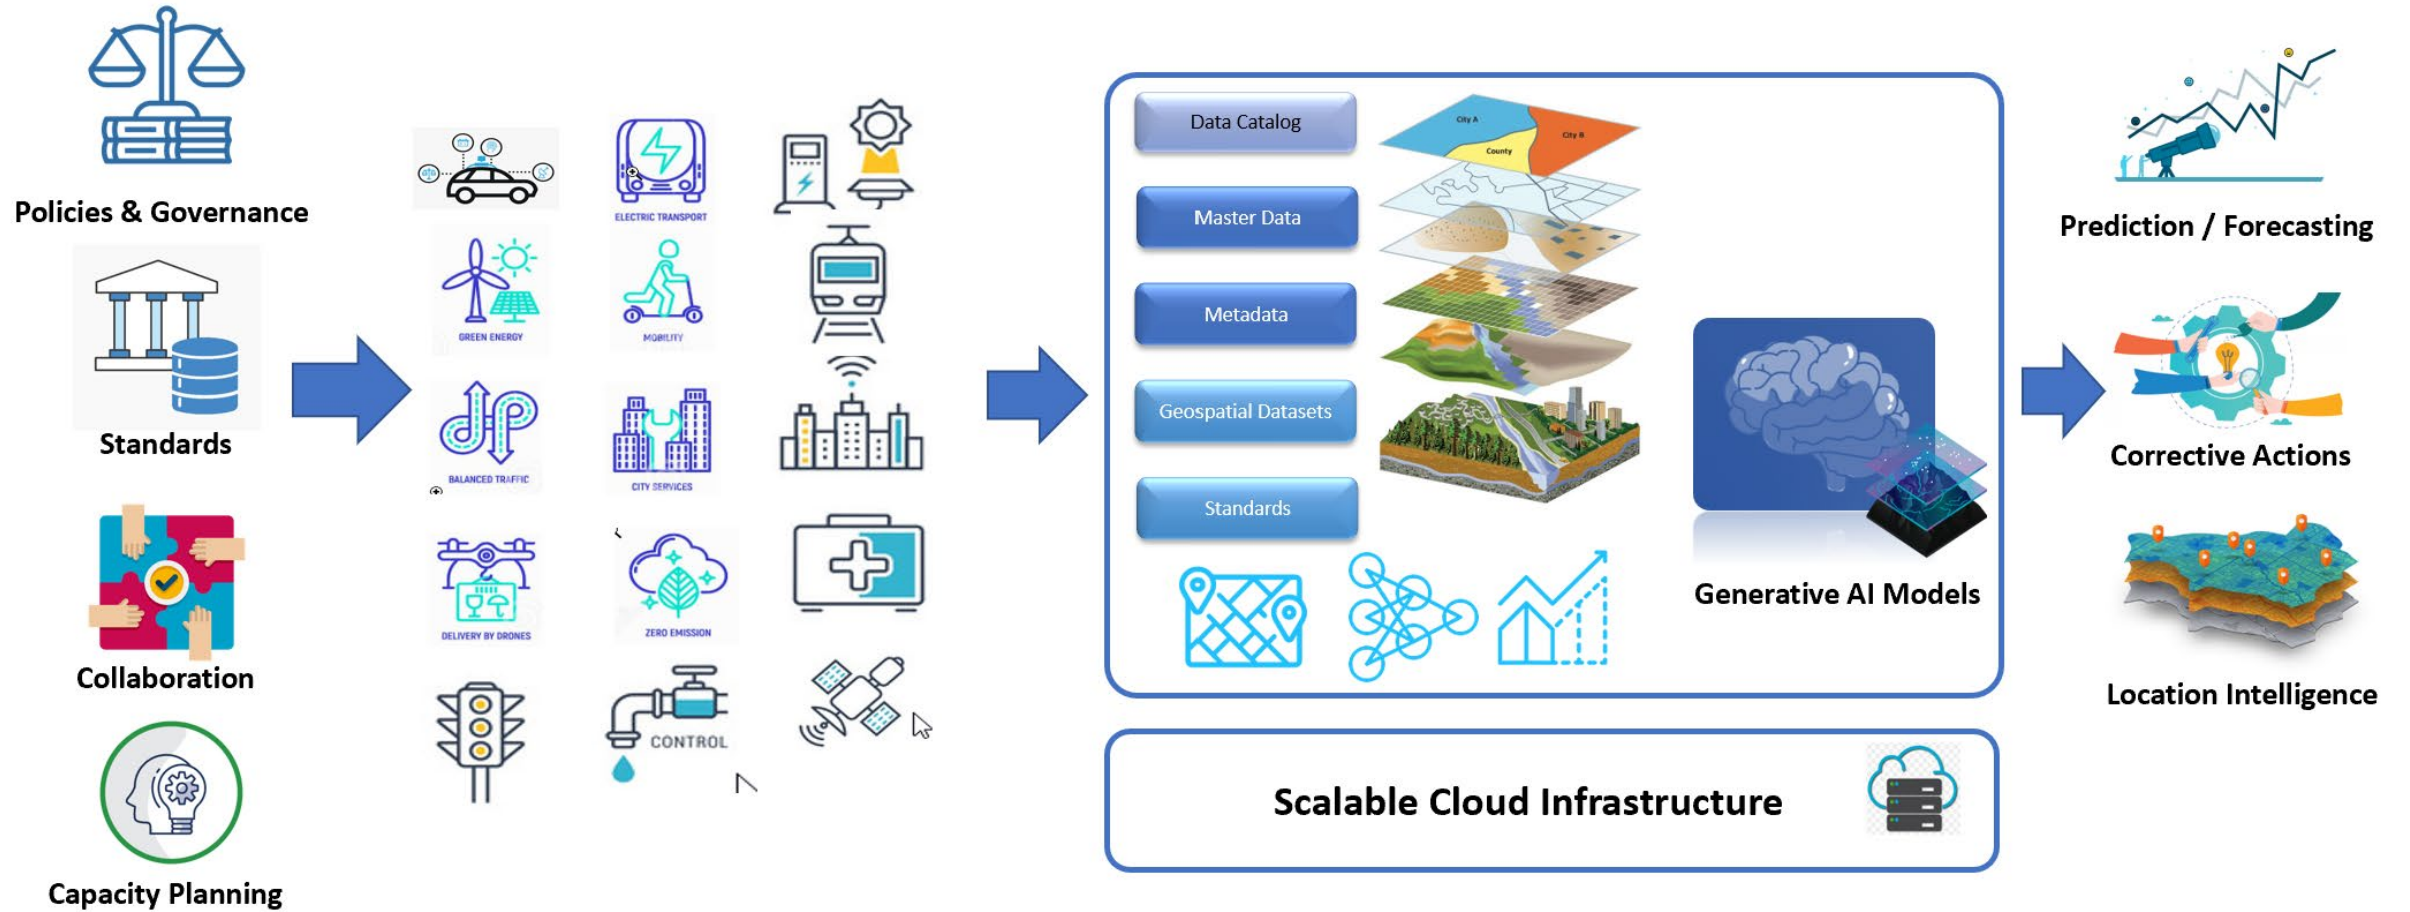 Policies & Governance
Standards
Collaboration
Capacity Planning
ELECTRIC TRANSPORT
GREEN ENERGY
MOBILITY
BALANCED TRAFFIC
CITY SERVICES
DELIVERY BY DRONES
ZERO EMISSION
CONTROL
Data Catalog
Master Data
Metadata
Geospatial Datasets
Standards
City A
City B
County
Generative AI Models
Scalable Cloud Infrastructure
Prediction / Forecasting
Corrective Actions
Location Intelligence